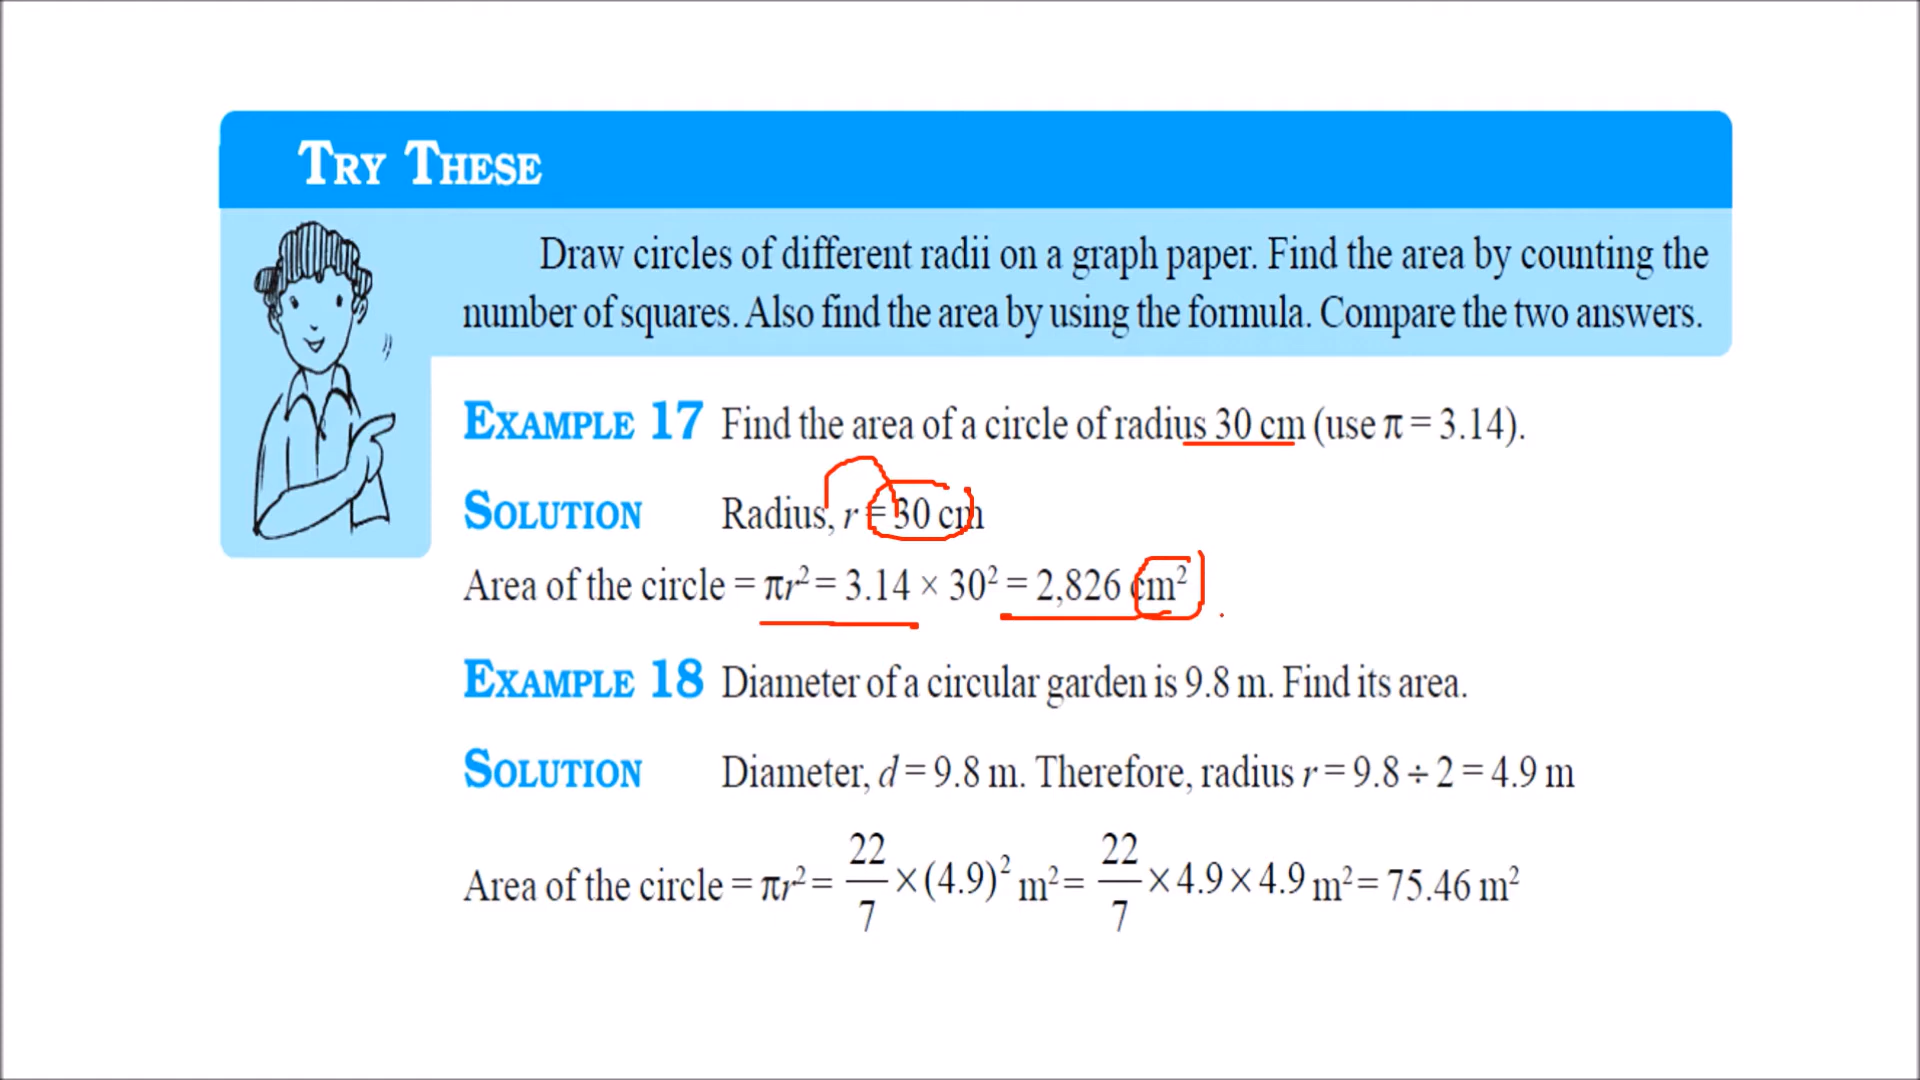 TRY THESE
Draw circles of different radii on a graph paper. Find the area by counting the
number of squares. Also find the area by using the formula. Compare the two answers.
EXAMPLE 17 Find the area of a circle of radius 30 cm (use π = 3.14).
SOLUTION Radius, r = 30 cm
Area of the circle = πr² = 3.14 × 30² = 2,826 cm²
EXAMPLE 18 Diameter of a circular garden is 9.8 m. Find its area.
SOLUTION Diameter, d = 9.8 m. Therefore, radius r = 9.8 ÷ 2 = 4.9 m
Area of the circle = πr² = 22/7 × (4.9)² m² = 22/7 × 4.9 × 4.9 m² = 75.46 m²